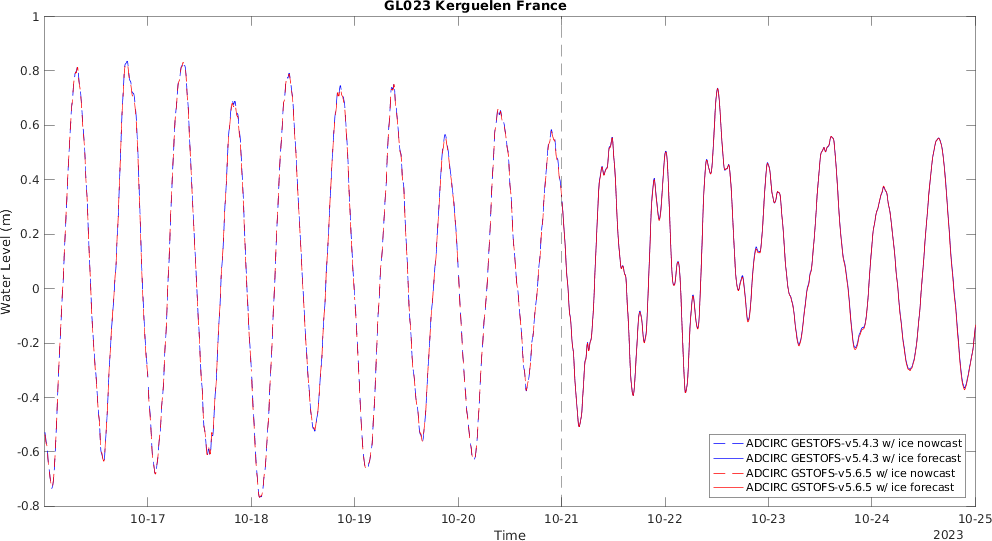 GL023 Kerguelen France
1
0.8
0.6
0.4
0.2
0
-0.2
-0.4
-0.6
-0.8
Water Level (m)
10-17 10-18 10-19 10-20 10-21 10-22 10-23 10-24 10-25
Time
2023
ADCIRC GESTOFS-v5.4.3 w/ ice nowcast
ADCIRC GESTOFS-v5.4.3 w/ ice forecast
ADCIRC GSTOFS-v5.6.5 w/ ice nowcast
ADCIRC GSTOFS-v5.6.5 w/ ice forecast